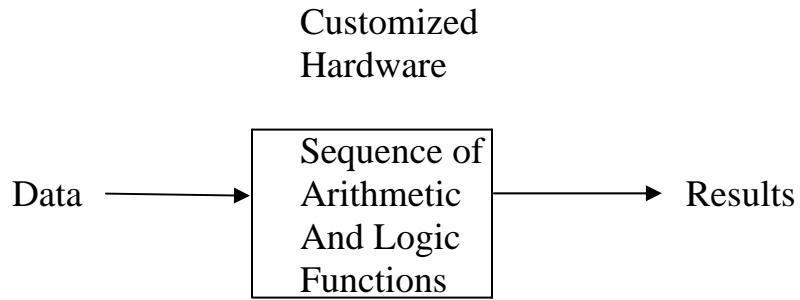 Customized
Hardware
Sequence of
Data
Arithmetic
Results
And Logic
Functions